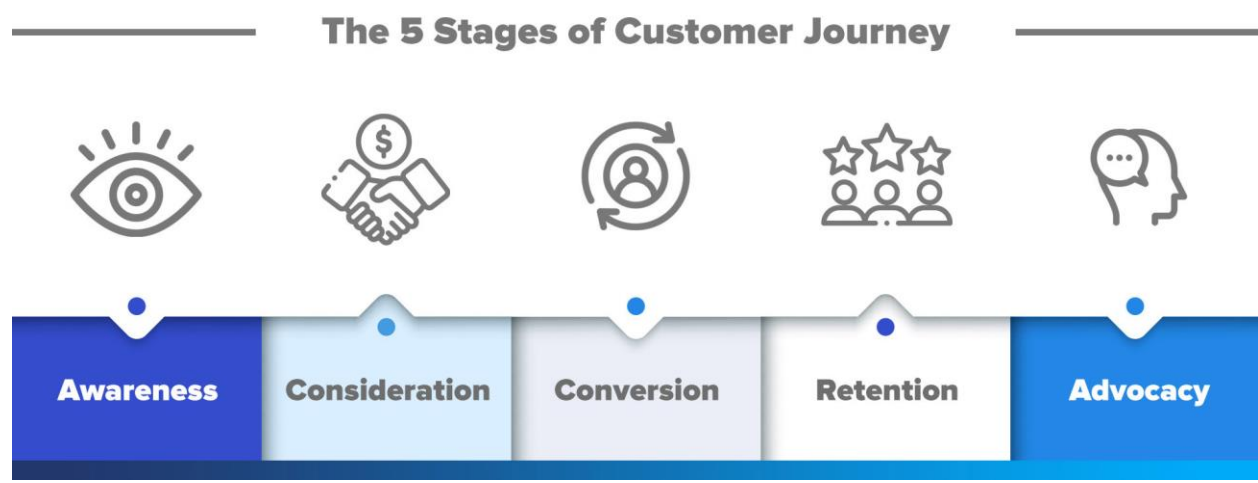 The 5 Stages of Customer Journey
$
Awareness
Consideration
Conversion
Retention
Advocacy